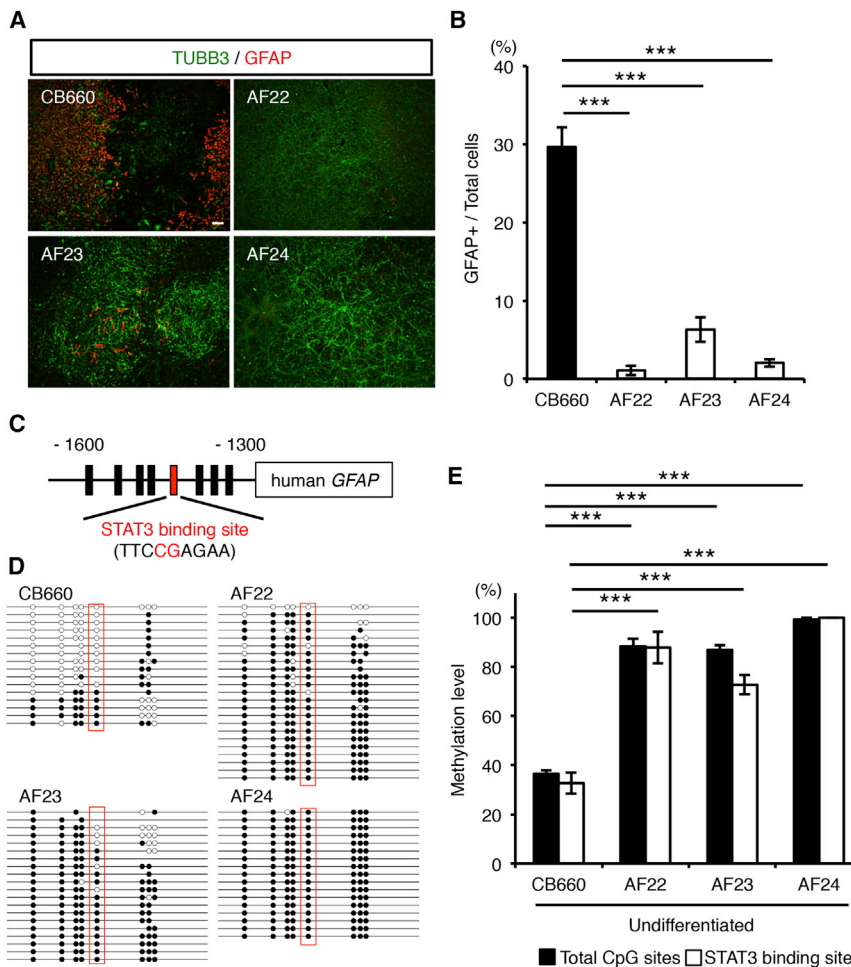 A
TUBB3 / GFAP
CB660
AF22
AF23
AF24
B
(%)
***
***
***
40
30
20
10
0
GFAP+ / Total cells
CB660 AF22 AF23 AF24
C
- 1600 - 1300
human GFAP
STAT3 binding site
(TTCCGAGAA)
D
CB660
AF22
AF23
AF24
E
***
***
***
***
***
***
(%)
100
80
60
40
20
0
Methylation level
CB660 AF22 AF23 AF24
Undifferentiated
Total CpG sites STAT3 binding site